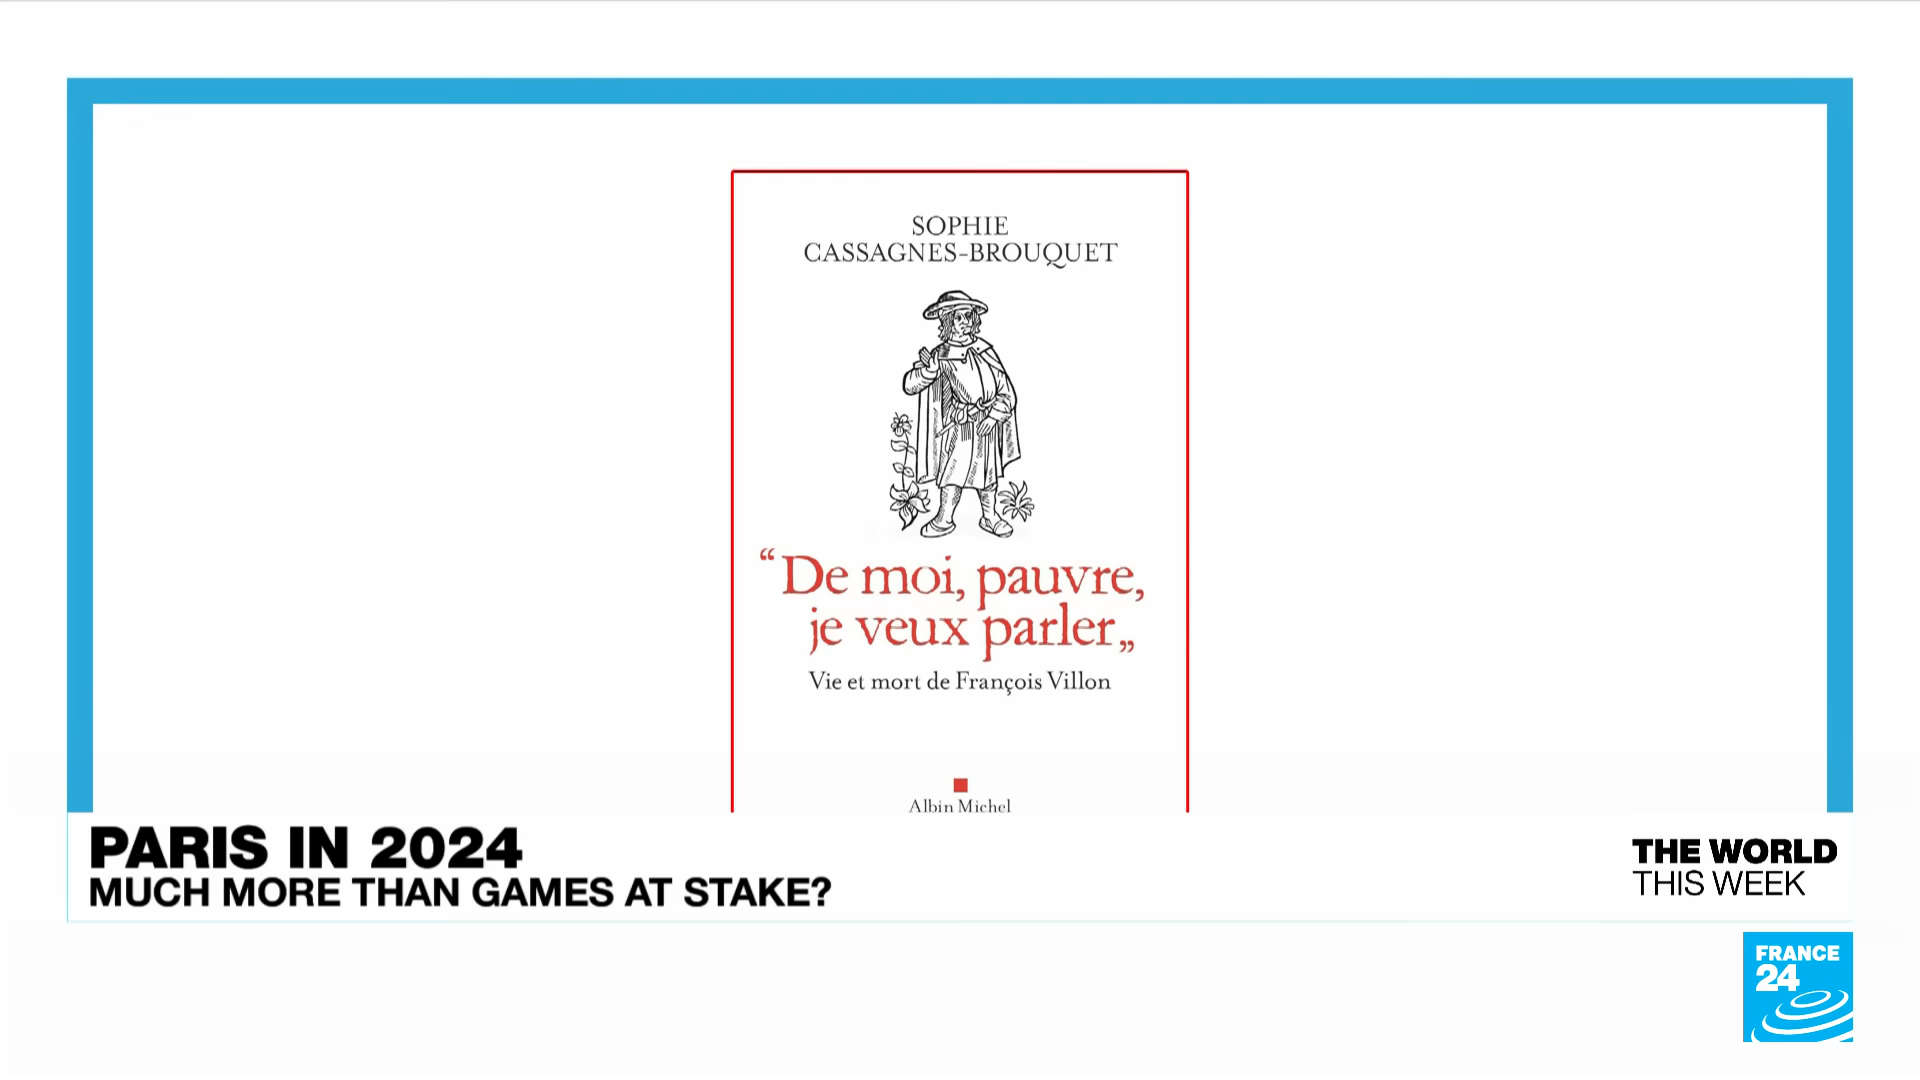 SOPHIE
CASSAGNES-BROUQUET
“De moi, pauvre,
je veux parler„
Vie et mort de François Villon
Albin Michel
PARIS IN 2024
MUCH MORE THAN GAMES AT STAKE?
THE WORLD
THIS WEEK
FRANCE
24